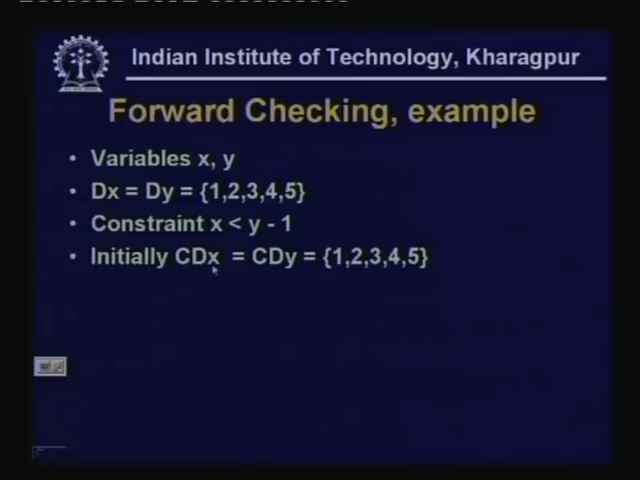 Indian Institute of Technology, Kharagpur
Forward Checking, example
• Variables x, y
• Dx = Dy = {1,2,3,4,5}
• Constraint x < y - 1
• Initially CDx = CDy = {1,2,3,4,5}